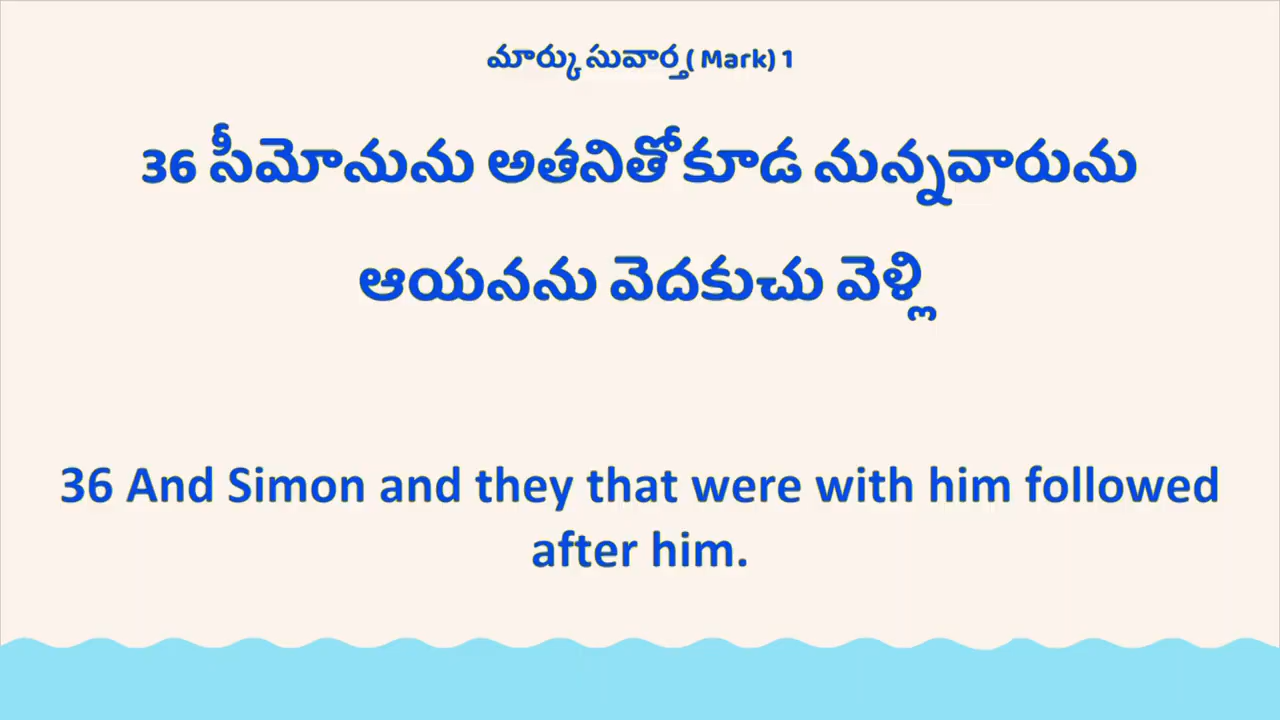 మార్కు సువార్త( Mark) 1
36 సీమోనును అతనితోకూడ నున్నవారును
ఆయనను వెదకుచు వెళ్లి
36 And Simon and they that were with him followed
after him.